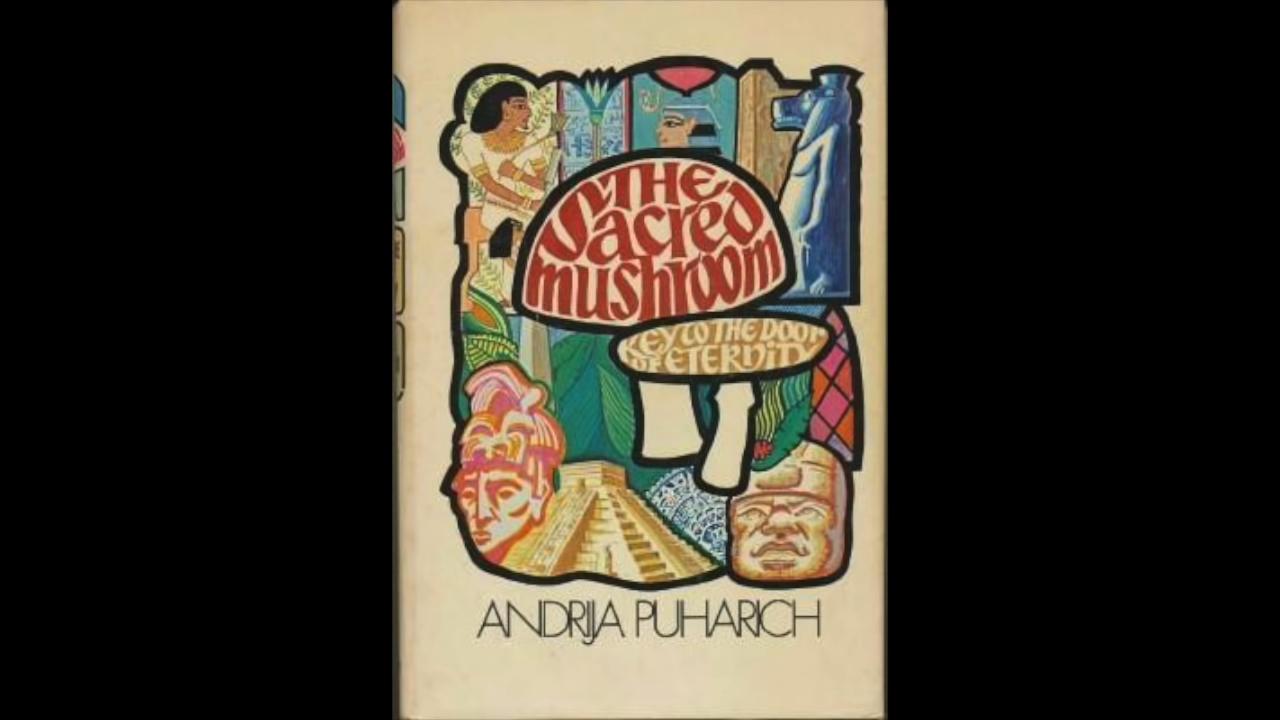 THE
Sacred
mushroom
KEY TO THE DOOR
OF ETERNITY
ANDRIJA PUHARICH